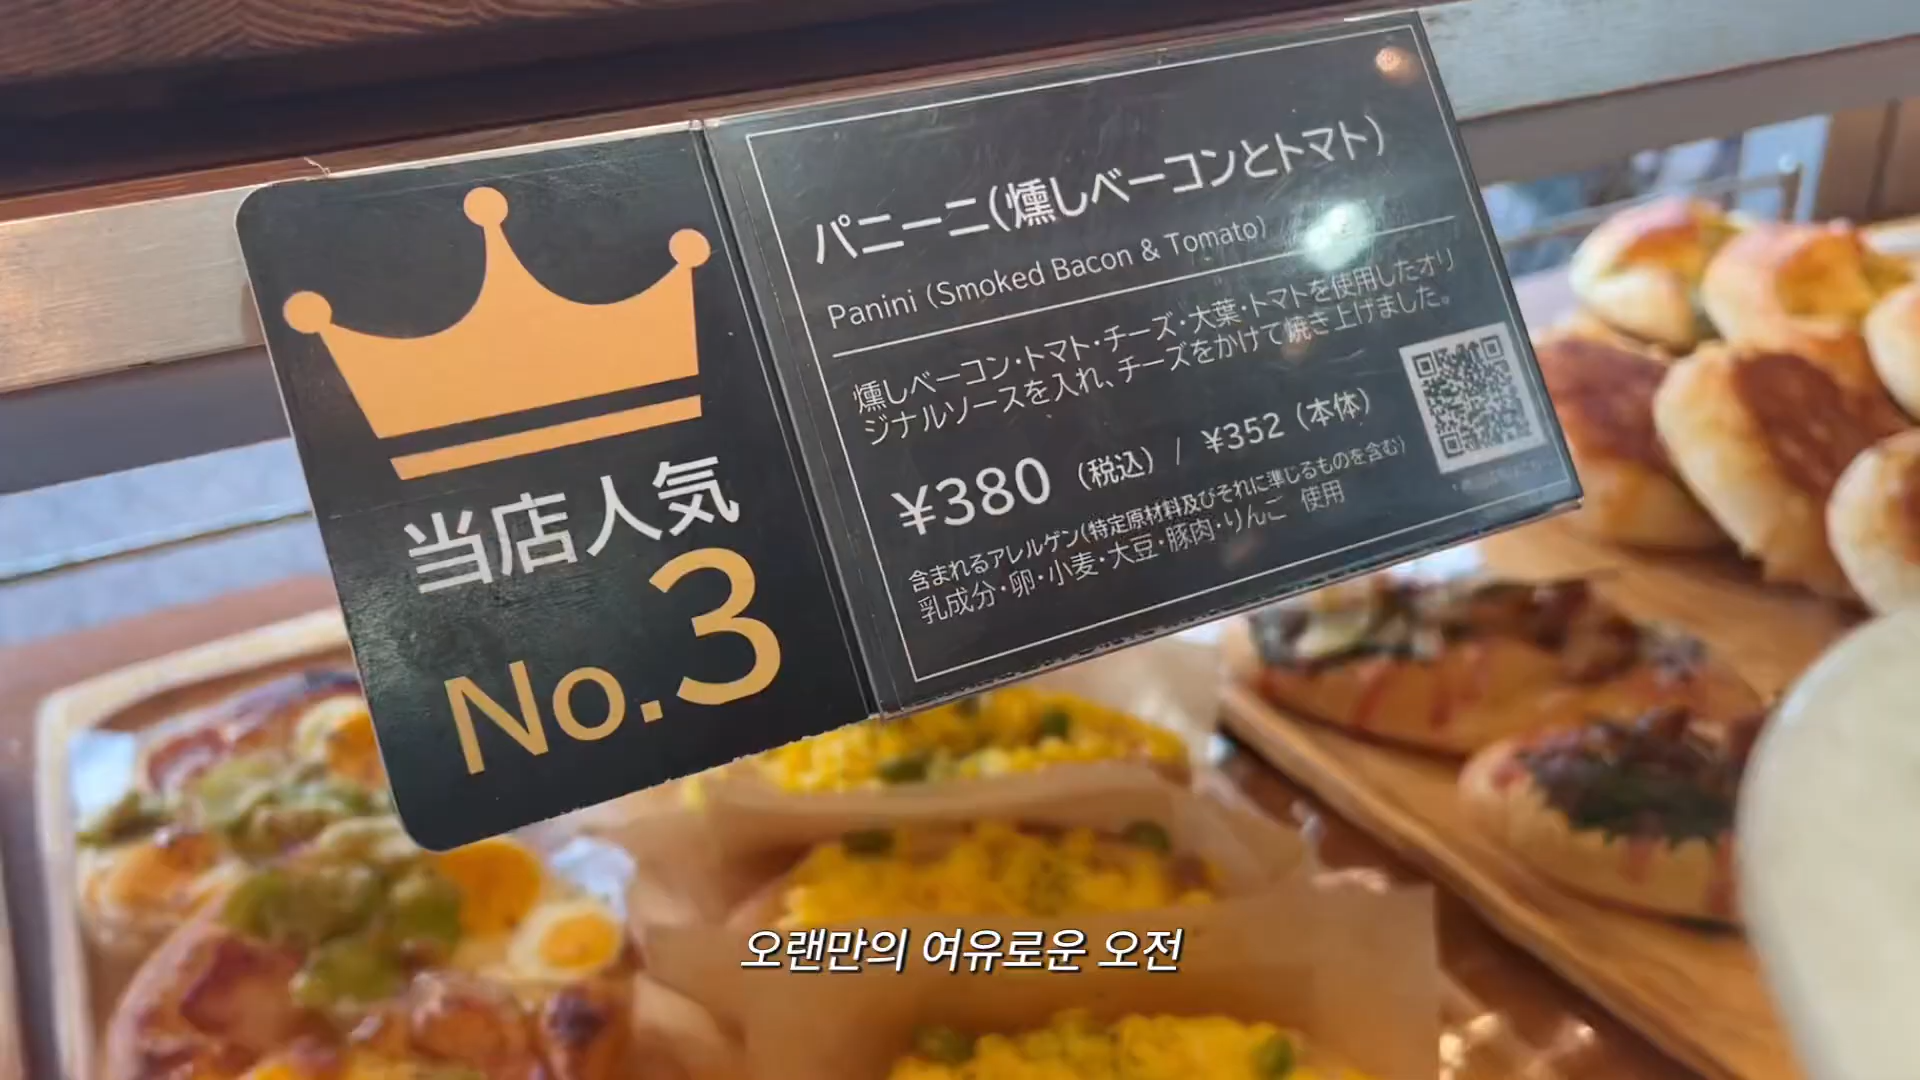 当店人気
No.3
パニーニ(燻しベーコンとトマト)
Panini (Smoked Bacon & Tomato)
燻しベーコン・トマト・チーズ・大葉・トマトを使用したオリ
ジナルソースを入れ、チーズをかけて焼き上げました。
¥380 (税込) / ¥352 (本体)
含まれるアレルゲン(特定原材料及びそれに準じるものを含む)
乳成分・卵・小麦・大豆・豚肉・りんご 使用
오랜만의 여유로운 오전